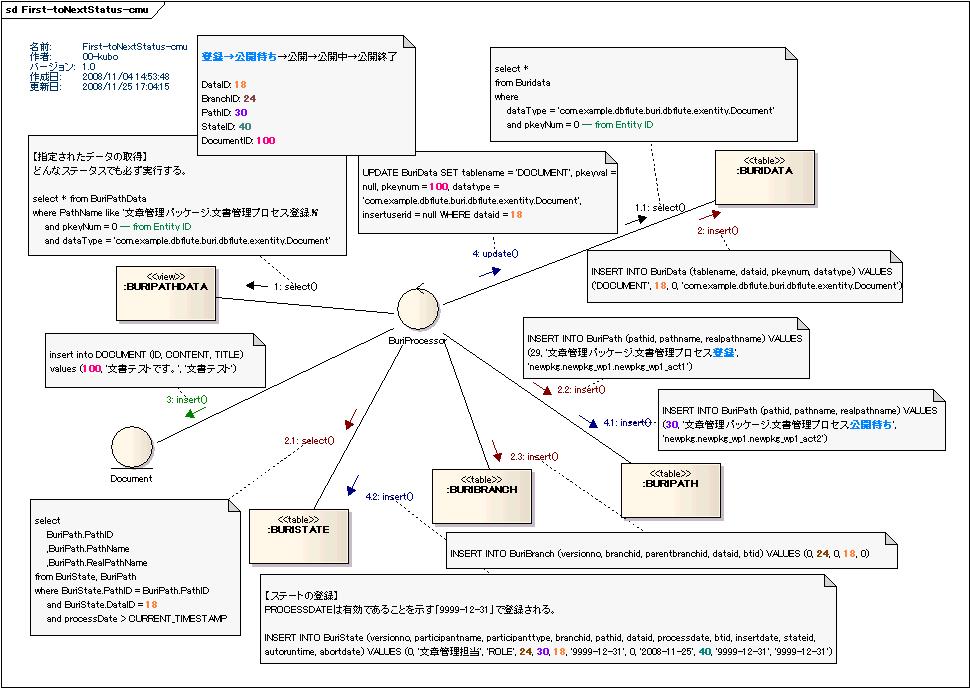 sd First-toNextStatus-cmu
名前: First-toNextStatus-cmu
作者: 00-kubo
バージョン: 1.0
作成日: 2008/11/04 14:53:48
更新日: 2008/11/25 17:04:15
登録→公開待ち→公開→公開中→公開終了
DataID: 18
BranchID: 24
PathID: 30
StateID: 40
DocumentID: 100
select *
from Buridata
where
dataType = 'com.example.dbflute.buri.dbflute.exentity.Document'
and pkeyNum = 0 ― from Entity ID
【指定されたデータの取得】
どんなステータスでも必ず実行する。
select * from BuriPathData
where PathName like '文章管理パッケージ.文書管理プロセス.登録.%'
and pkeyNum = 0 ― from Entity ID
and dataType = 'com.example.dbflute.buri.dbflute.exentity.Document'
UPDATE BuriData SET tablename = 'DOCUMENT', pkeyval =
null, pkeynum = 100, datatype =
'com.example.dbflute.buri.dbflute.exentity.Document',
insertuserid = null WHERE dataid = 18
<<table>>
:BURIDATA
1.1: select()
2: insert()
4: update()
INSERT INTO BuriData (tablename, dataid, pkeynum, datatype) VALUES
('DOCUMENT', 18, 0, 'com.example.dbflute.buri.dbflute.exentity.Document')
<<view>>
:BURIPATHDATA
1: select()
BuriProcessor
INSERT INTO BuriPath (pathid, pathname, realpathname) VALUES
(29, '文章管理パッケージ.文書管理プロセス.登録',
'newpkg.newpkg_wp1.newpkg_wp1_act1')
insert into DOCUMENT (ID, CONTENT, TITLE)
values (100, '文書テストです。', '文書テスト')
2.2: insert()
3: insert()
INSERT INTO BuriPath (pathid, pathname, realpathname) VALUES
(30, '文章管理パッケージ.文書管理プロセス.公開待ち',
'newpkg.newpkg_wp1.newpkg_wp1_act2')
4.1: insert()
2.1: select()
2.3: insert()
Document
<<table>>
:BURIPATH
<<table>>
:BURIBRANCH
4.2: insert()
<<table>>
:BURISTATE
select
BuriPath.PathID
,BuriPath.PathName
,BuriPath.RealPathName
from BuriState, BuriPath
where BuriState.PathID = BuriPath.PathID
and BuriState.DataID = 18
and processDate > CURRENT_TIMESTAMP
INSERT INTO BuriBranch (versionno, branchid, parentbranchid, dataid, btid) VALUES (0, 24, 0, 18, 0)
【ステートの登録】
PROCESSDATEは有効であることを示す「9999-12-31」で登録される。
INSERT INTO BuriState (versionno, participantname, participanttype, branchid, pathid, dataid, processdate, btid, insertdate, stateid,
autoruntime, abortdate) VALUES (0, '文章管理担当', 'ROLE', 24, 30, 18, '9999-12-31', 0, '2008-11-25', 40, '9999-12-31', '9999-12-31')